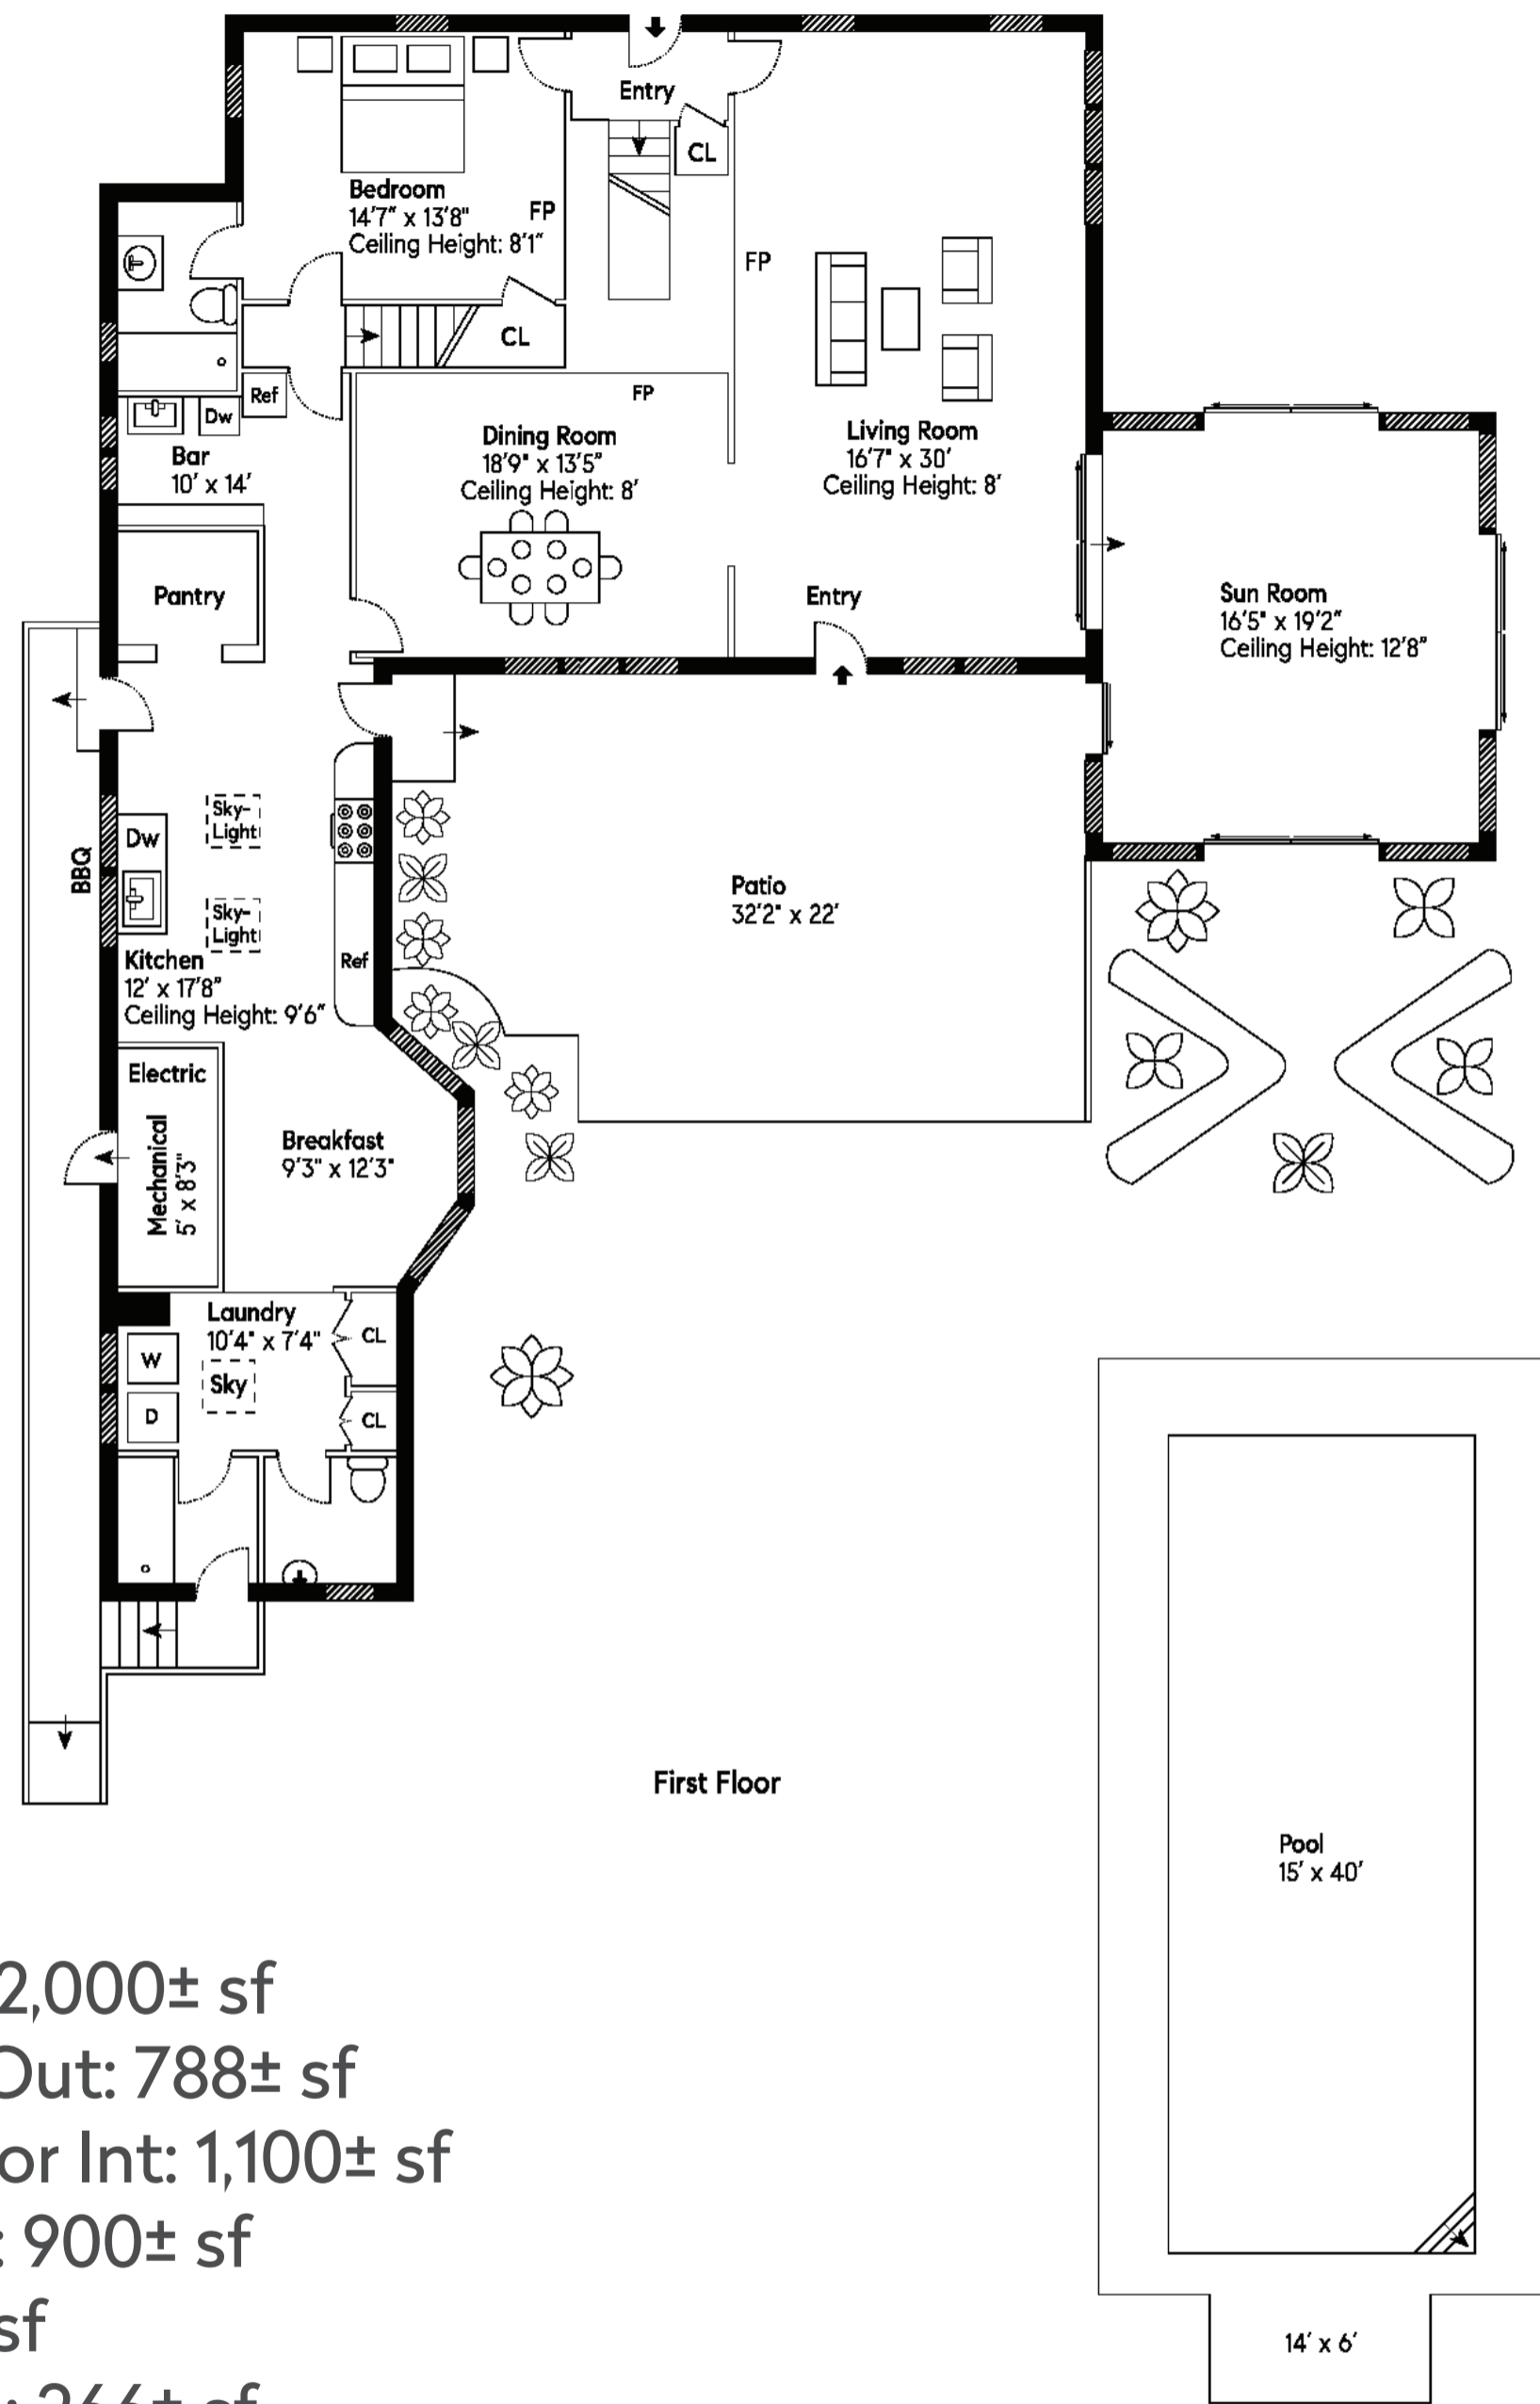 Entry
CL
Bedroom
14'7" x 13'8"
Ceiling Height: 8'1"
FP
FP
CL
Ref
Dw
Bar
10' x 14'
FP
Dining Room
18'9" x 13'5"
Ceiling Height: 8'
Living Room
16'7" x 30'
Ceiling Height: 8'
Pantry
Entry
Sun Room
16'5" x 19'2"
Ceiling Height: 12'8"
Sky-
Light
Dw
BBQ
Sky-
Light
Kitchen
12' x 17'8"
Ceiling Height: 9'6"
Ref
Patio
32'2" x 22'
Electric
Mechanical
5' x 8'3"
Breakfast
9'3" x 12'3"
Laundry
10'4" x 7'4"
CL
W
Sky
D
CL
First Floor
Pool
15' x 40'
14' x 6'
2,000± sf
Out: 788± sf
or Int: 1,100± sf
: 900± sf
sf